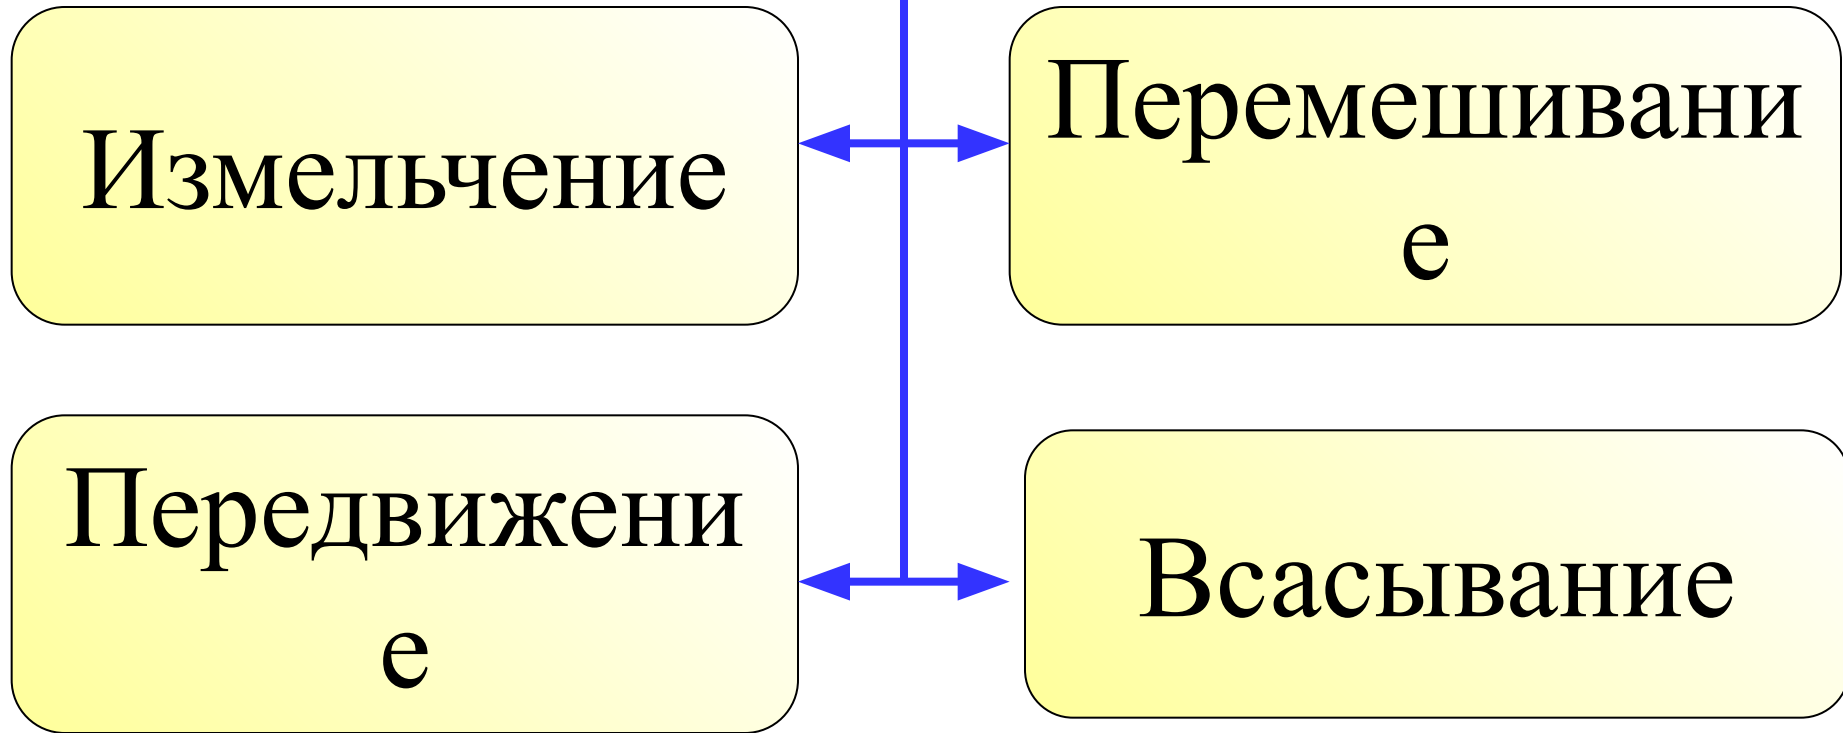 Измельчение
Перемешивани
е
Передвижени
е
Всасывание